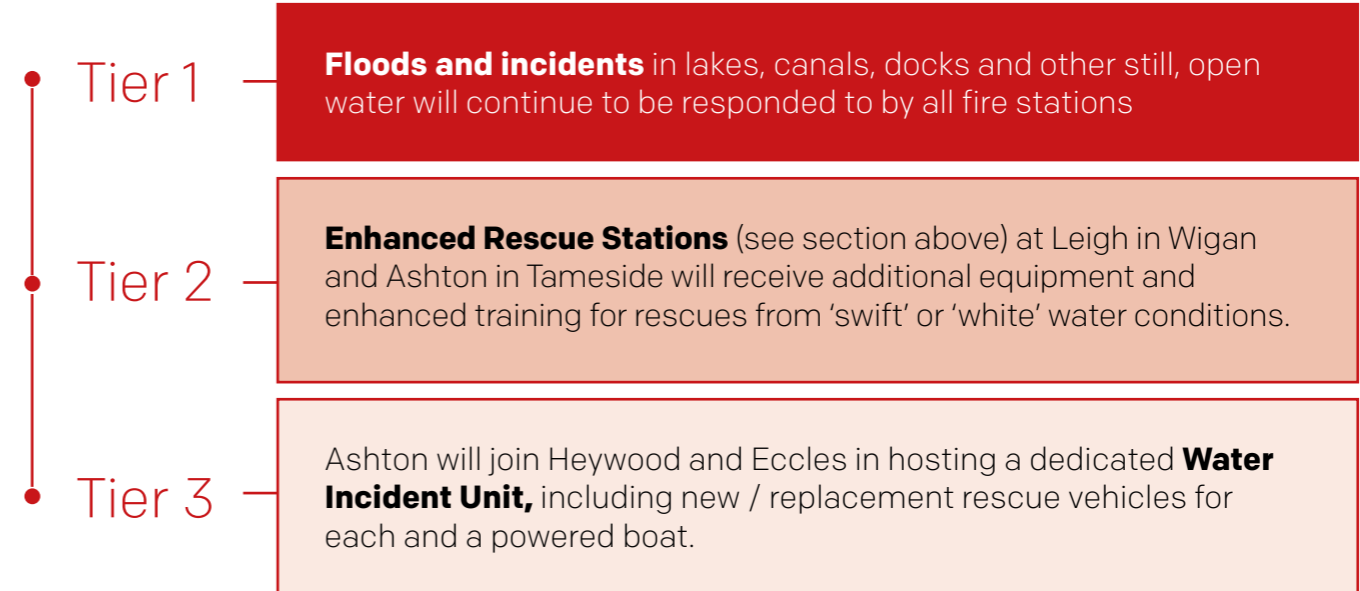 Tier 1
Floods and incidents in lakes, canals, docks and other still, open
water will continue to be responded to by all fire stations
Tier 2
Enhanced Rescue Stations (see section above) at Leigh in Wigan
and Ashton in Tameside will receive additional equipment and
enhanced training for rescues from ‘swift’ or ‘white’ water conditions.
Tier 3
Ashton will join Heywood and Eccles in hosting a dedicated Water
Incident Unit, including new / replacement rescue vehicles for
each and a powered boat.